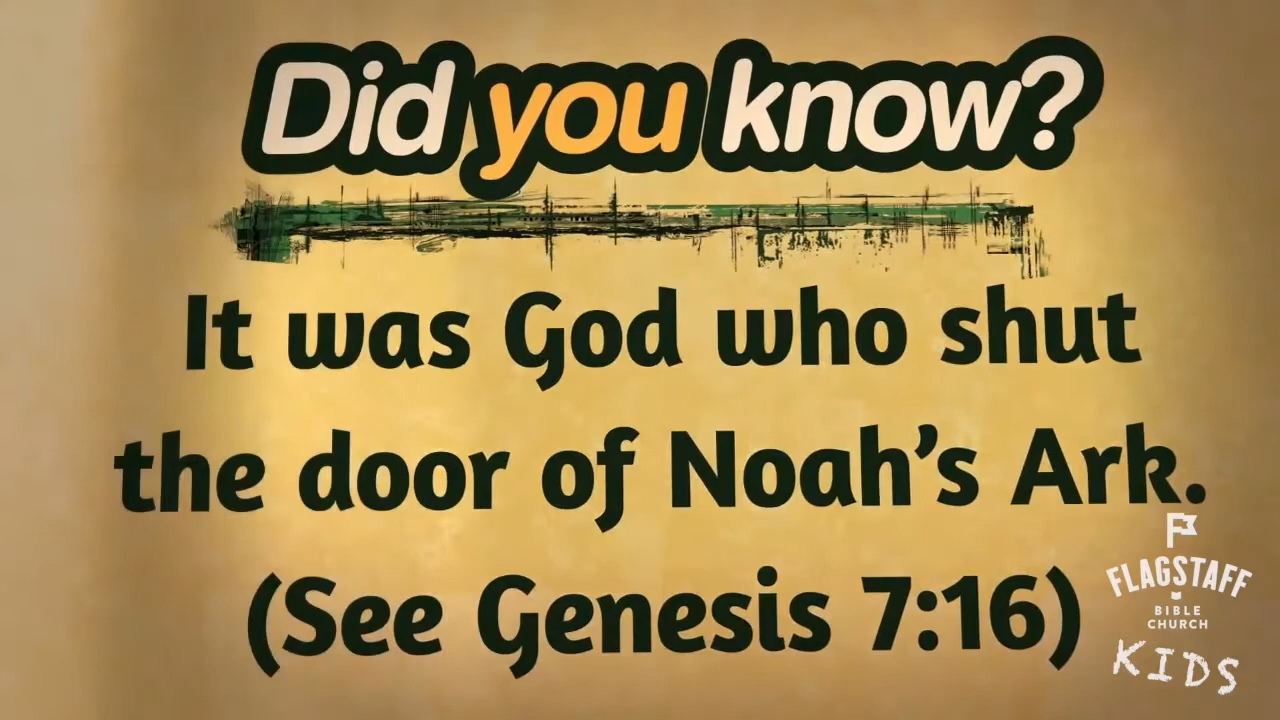 Did you know?
It was God who shut
the door of Noah’s Ark.
(See Genesis 7:16)
FLAGSTAFF
BIBLE
CHURCH
KIDS